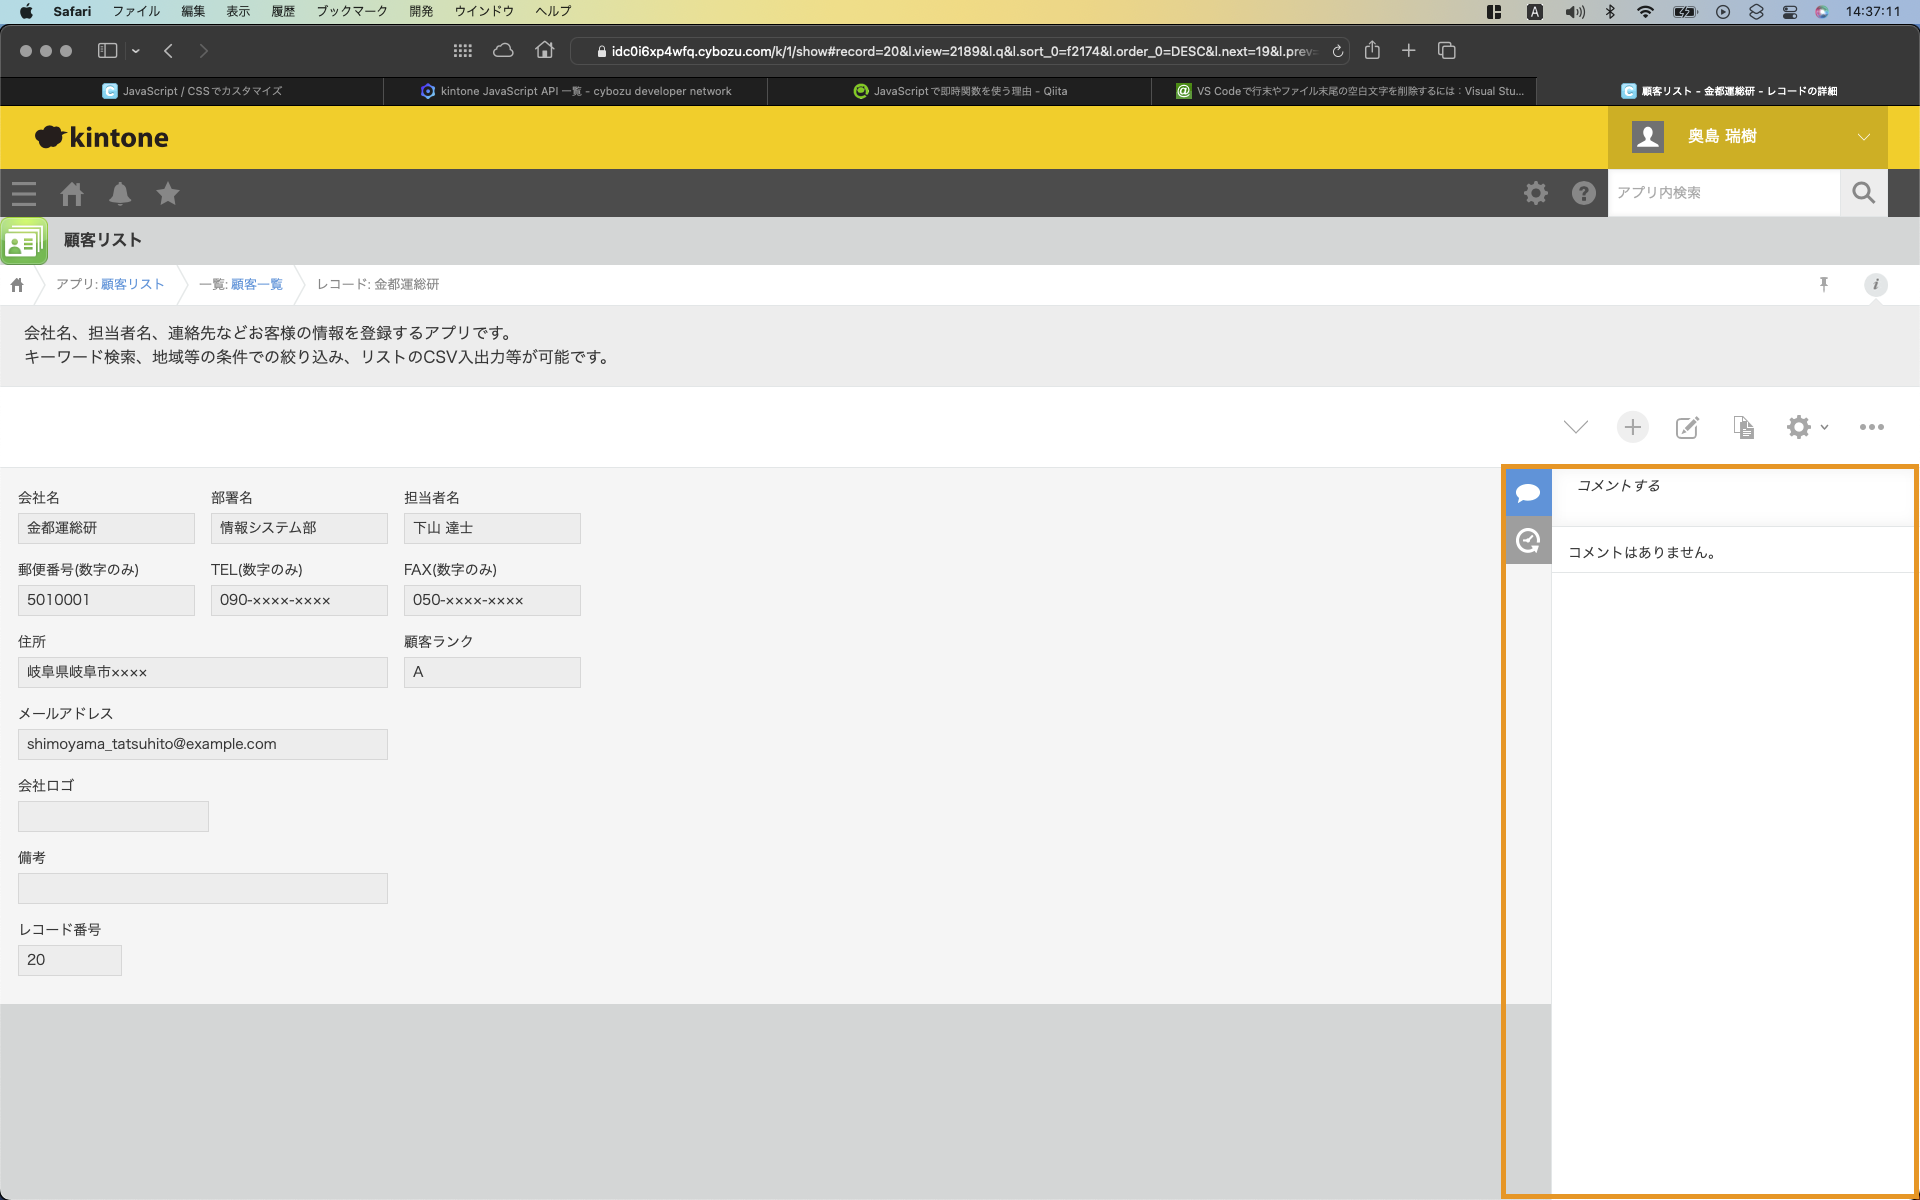 Safari ファイル 編集 表示 履歴 ブックマーク 開発 ウインドウ ヘルプ A 14:37:11
idc0i6xp4wfq.cybozu.com/k/1/show#record=20&l.view=2189&l.q&l.sort_0=f2174&l.order_0=DESC&l.next=19&l.prev=
JavaScript / CSSでカスタマイズ
kintone JavaScript API 一覧 - cybozu developer network
JavaScriptで即時関数を使う理由 - Qiita
VS Codeで行末やファイル末尾の空白文字を削除するには：Visual Stu...
顧客リスト - 金都運総研 - レコードの詳細
kintone
奥島 瑞樹
アプリ内検索
顧客リスト
アプリ: 顧客リスト 一覧: 顧客一覧 レコード: 金都運総研
会社名、担当者名、連絡先などお客様の情報を登録するアプリです。
キーワード検索、地域等の条件での絞り込み、リストのCSV入出力等が可能です。
会社名 部署名 担当者名
金都運総研 情報システム部 下山 達士
郵便番号(数字のみ) TEL(数字のみ) FAX(数字のみ)
5010001 090-××××-×××× 050-××××-××××
住所 顧客ランク
岐阜県岐阜市×××× A
メールアドレス
shimoyama_tatsuhito@example.com
会社ロゴ
備考
レコード番号
20
コメントする
コメントはありません。